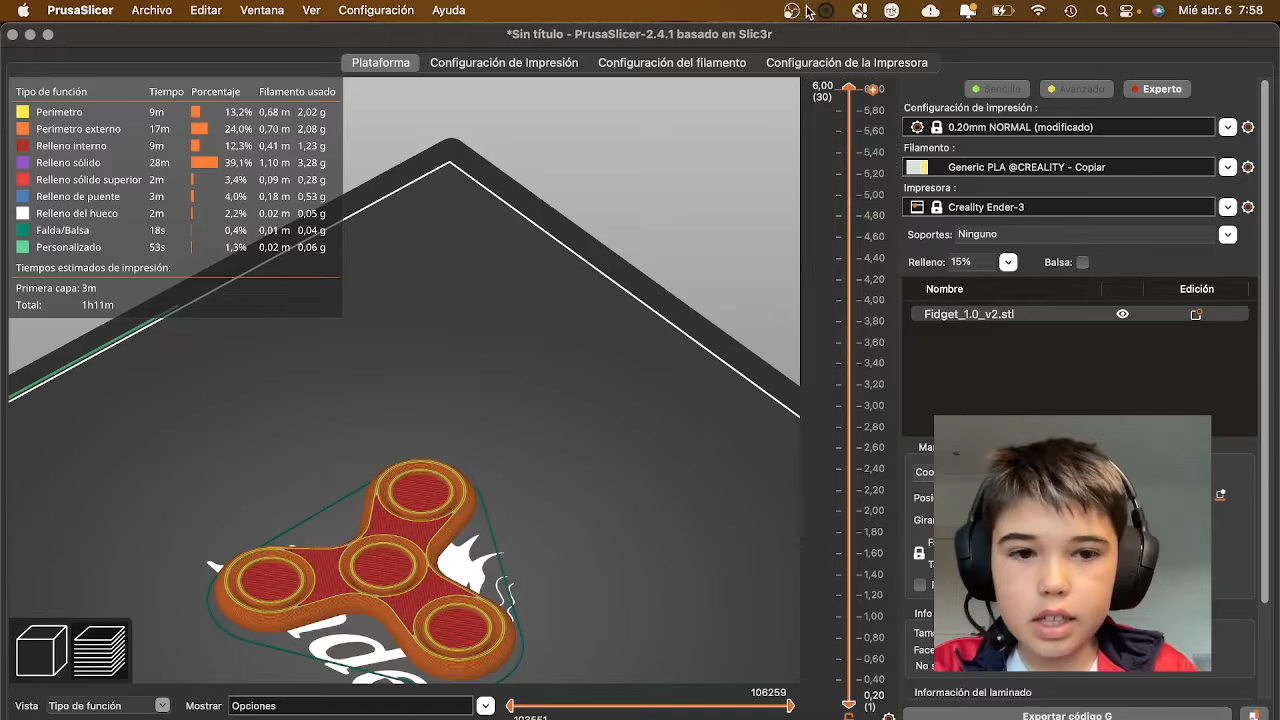 PrusaSlicer Archivo Editar Ventana Ver Configuración Ayuda Mié abr. 6 7:58
*Sin título - PrusaSlicer-2.4.1 basado en Slic3r
Plataforma Configuración de Impresión Configuración del filamento Configuración de la Impresora
Tipo de función Tiempo Porcentaje Filamento usado
Perímetro 9m 13,2% 0,68 m 2,02 g
Perímetro externo 17m 24,0% 0,70 m 2,08 g
Relleno interno 9m 12,3% 0,41 m 1,23 g
Relleno sólido 28m 39,1% 1,10 m 3,28 g
Relleno sólido superior 2m 3,4% 0,09 m 0,28 g
Relleno de puente 3m 4,0% 0,18 m 0,53 g
Relleno del hueco 2m 2,2% 0,02 m 0,05 g
Falda/Balsa 18s 0,4% 0,01 m 0,04 g
Personalizado 53s 1,3% 0,02 m 0,06 g
Tiempos estimados de impresión:
Primera capa: 3m
Total: 1h11m
6,00
(30)
5,80
5,60
5,40
5,20
5,00
4,80
4,60
4,40
4,20
4,00
3,80
3,60
3,40
3,20
3,00
2,80
2,60
2,40
2,20
2,00
1,80
1,60
1,40
1,20
1,00
0,80
0,60
0,40
0,20
(1)
Sencillo Avanzado Experto
Configuración de impresión :
0.20mm NORMAL (modificado)
Filamento :
Generic PLA @CREALITY - Copiar
Impresora :
Creality Ender-3
Soportes: Ninguno
Relleno: 15% Balsa:
Nombre Edición
Fidget_1.0_v2.stl
Info
Información del laminado
Exportar código G
Vista Tipo de función Mostrar Opciones
106259
103551